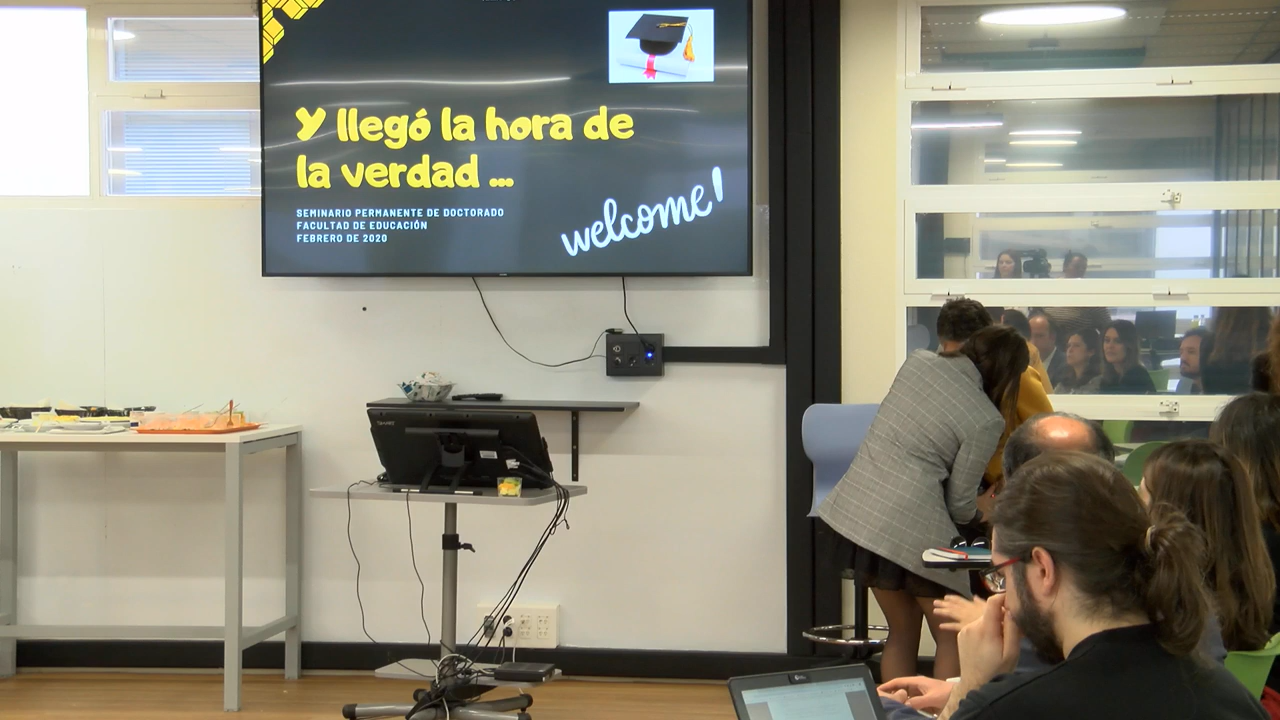 Y llegó la hora de
la verdad ...
SEMINARIO PERMANENTE DE DOCTORADO
FACULTAD DE EDUCACIÓN
FEBRERO DE 2020
welcome!